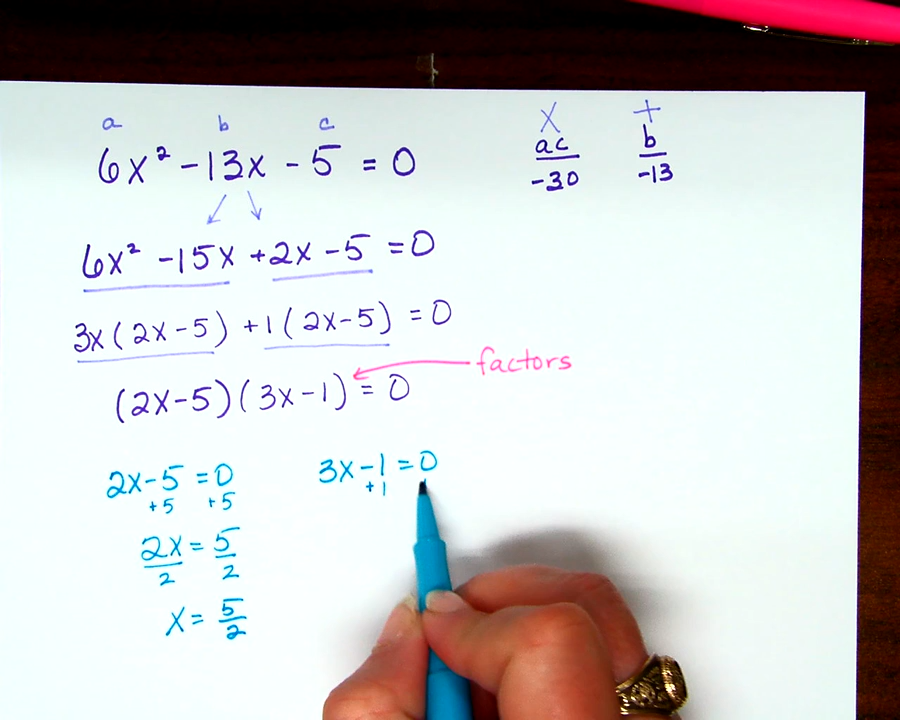 a b c
6x² - 13x - 5 = 0
X +
ac b
-30 -13
6x² - 15x + 2x - 5 = 0
3x(2x-5) + 1(2x-5) = 0
factors
(2x-5)(3x-1) = 0
2x-5 = 0
+5 +5
2x = 5
2 2
x = 5/2
3x-1 = 0
+1